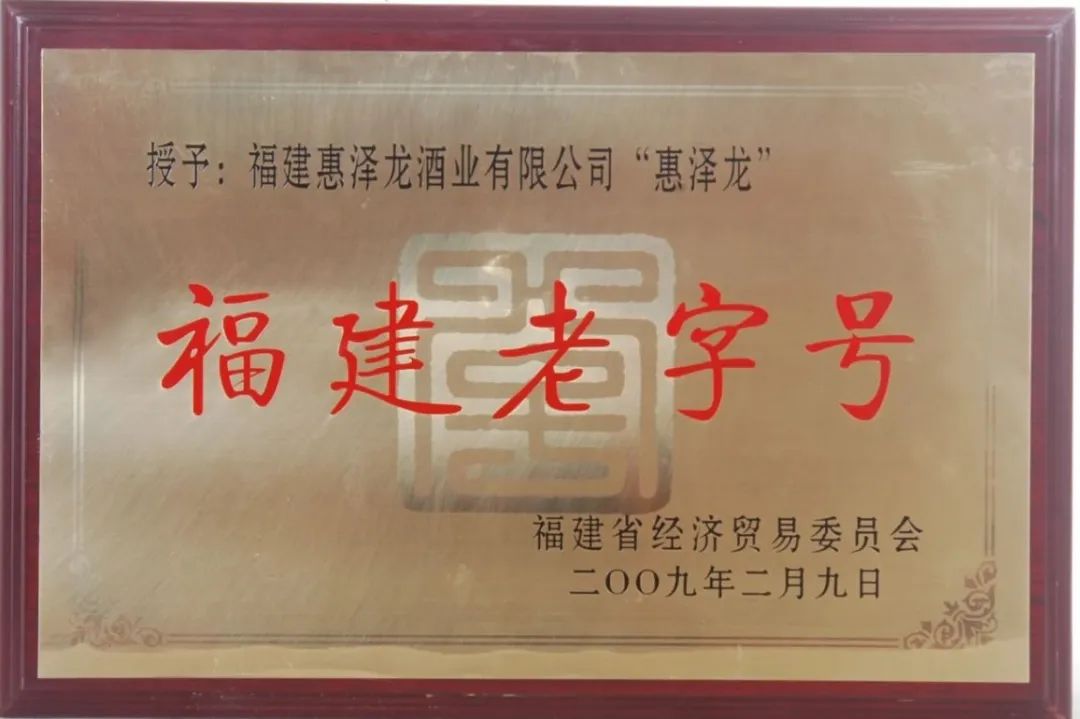 授予：福建惠泽龙酒业有限公司“惠泽龙”
福建老字号
福建省经济贸易委员会
二〇〇九年二月九日